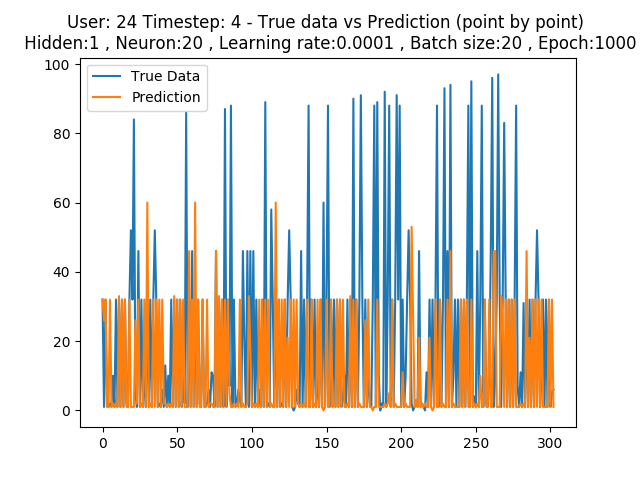 User: 24 Timestep: 4 - True data vs Prediction (point by point)
Hidden:1 , Neuron:20 , Learning rate:0.0001 , Batch size:20 , Epoch:1000
True Data
Prediction
100
80
60
40
20
0
0 50 100 150 200 250 300